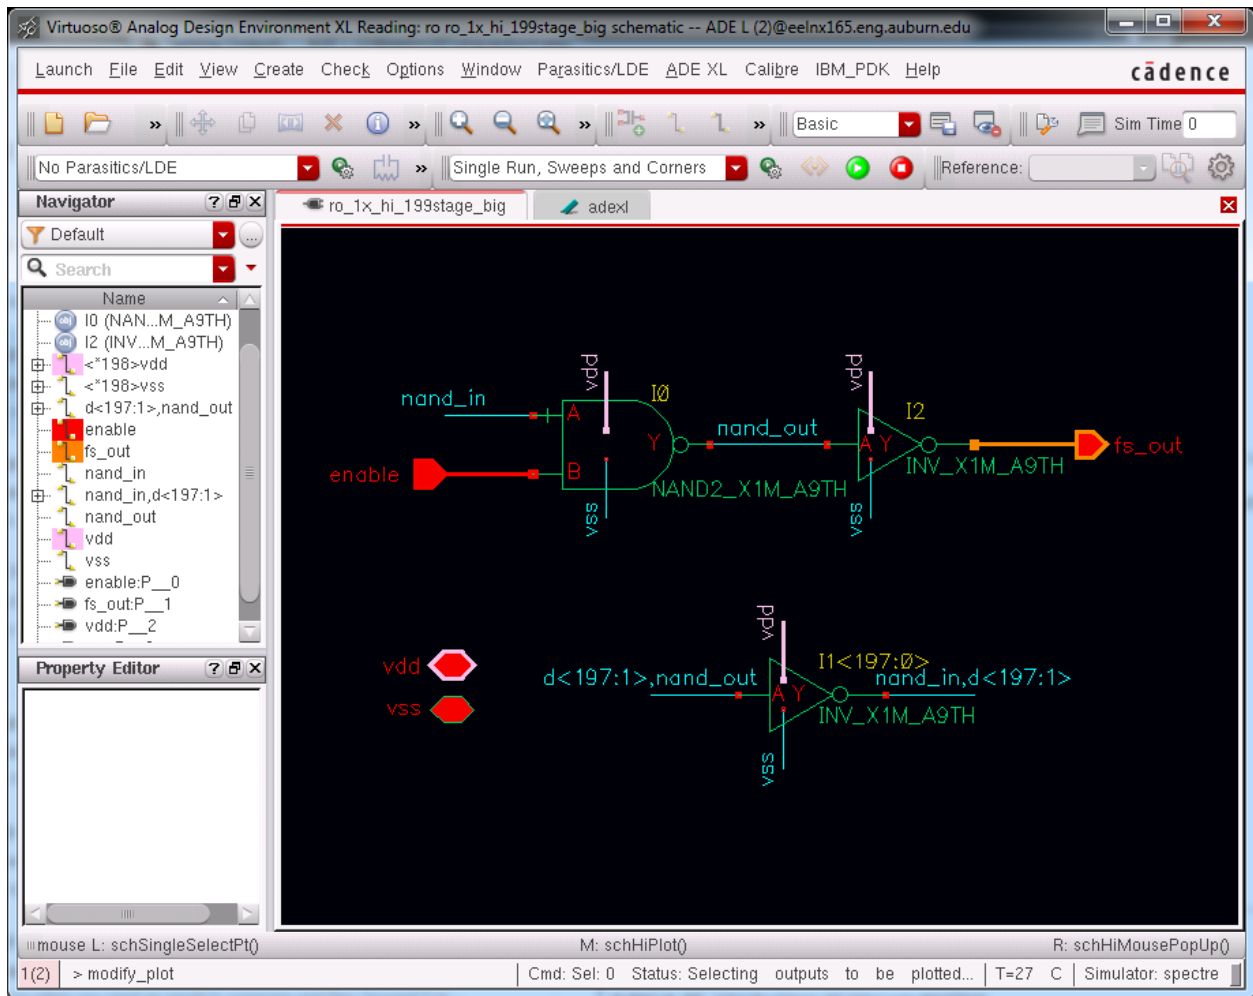 Virtuoso® Analog Design Environment XL Reading: ro ro_1x_hi_199stage_big schematic -- ADE L (2)@eelnx165.eng.auburn.edu
Launch File Edit View Create Check Options Window Parasitics/LDE ADE XL Calibre IBM_PDK Help cādence
» » » » Basic Sim Time 0
No Parasitics/LDE » Single Run, Sweeps and Corners Reference:
Navigator ? ro_1x_hi_199stage_big adexl
Default ...
Search
Name
I0 (NAN...M_A9TH)
I2 (INV...M_A9TH)
<*198>vdd
<*198>vss
d<197:1>,nand_out
enable
fs_out
nand_in
nand_in,d<197:1>
nand_out
vdd
vss
enable:P__0
fs_out:P__1
vdd:P__2
Property Editor ?
vdd vdd
nand_in A I0 I2
nand_out
Y A Y fs_out
enable B INV_X1M_A9TH
NAND2_X1M_A9TH
vss vss
vdd
vdd I1<197:0>
d<197:1>,nand_out A Y nand_in,d<197:1>
vss INV_X1M_A9TH
vss
mouse L: schSingleSelectPt() M: schHiPlot() R: schHiMousePopUp()
1(2) > modify_plot Cmd: Sel: 0 Status: Selecting outputs to be plotted... T=27 C Simulator: spectre